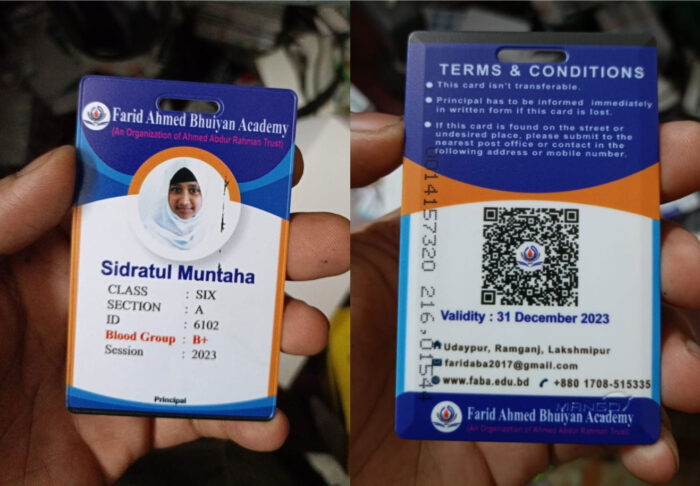 Farid Ahmed Bhuiyan Academy
(An Organization of Ahmed Abdur Rahman Trust)
Sidratul Muntaha
CLASS : SIX
SECTION : A
ID : 6102
Blood Group : B+
Session : 2023
Principal
TERMS & CONDITIONS
This card isn't transferable.
Principal has to be informed immediately
in written form if this card is lost.
If this card is found on the street or
undesired place, please submit to the
nearest post office or contact in the
following address or mobile number.
0014157320 216,01544
Validity : 31 December 2023
Udaypur, Ramganj, Lakshmipur
faridaba2017@gmail.com
www.faba.edu.bd +880 1708-515335
Farid Ahmed Bhuiyan Academy
(An Organization of Ahmed Abdur Rahman Trust)